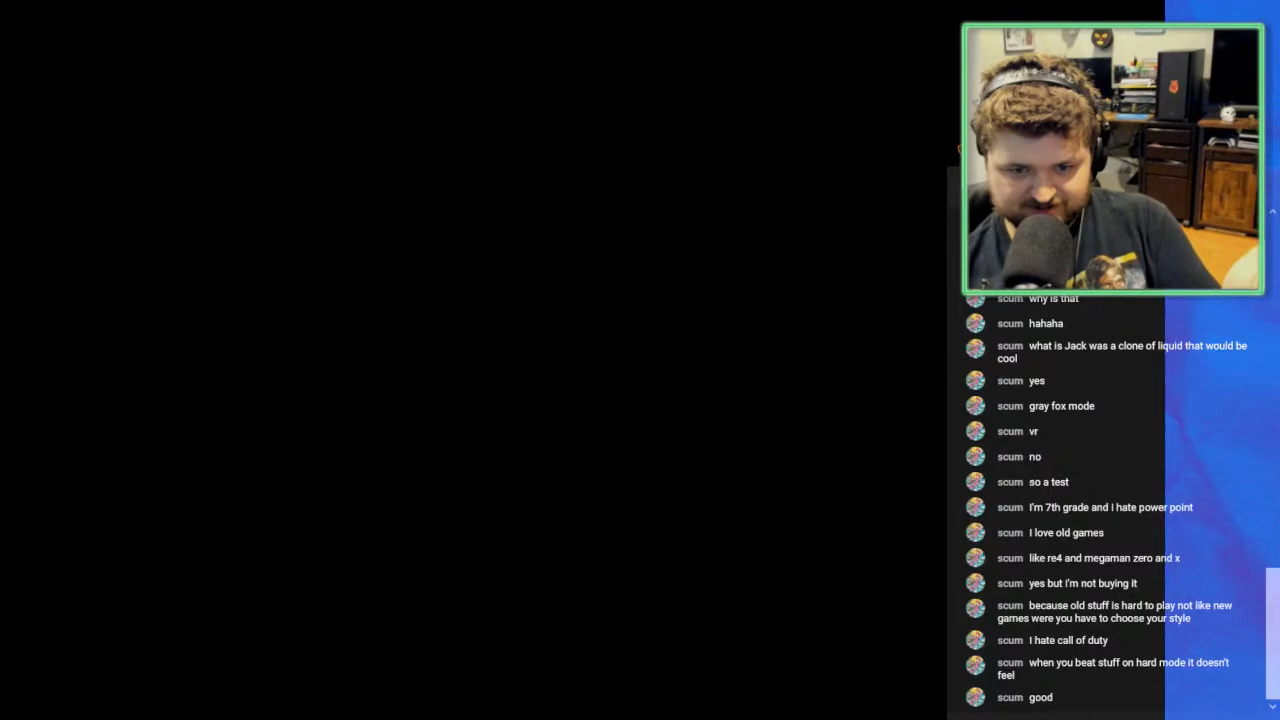 scum why is that
scum hahaha
scum what is Jack was a clone of liquid that would be
cool
scum yes
scum gray fox mode
scum vr
scum no
scum so a test
scum I'm 7th grade and I hate power point
scum I love old games
scum like re4 and megaman zero and x
scum yes but I'm not buying it
scum because old stuff is hard to play not like new
games were you have to choose your style
scum I hate call of duty
scum when you beat stuff on hard mode it doesn't
feel
scum good